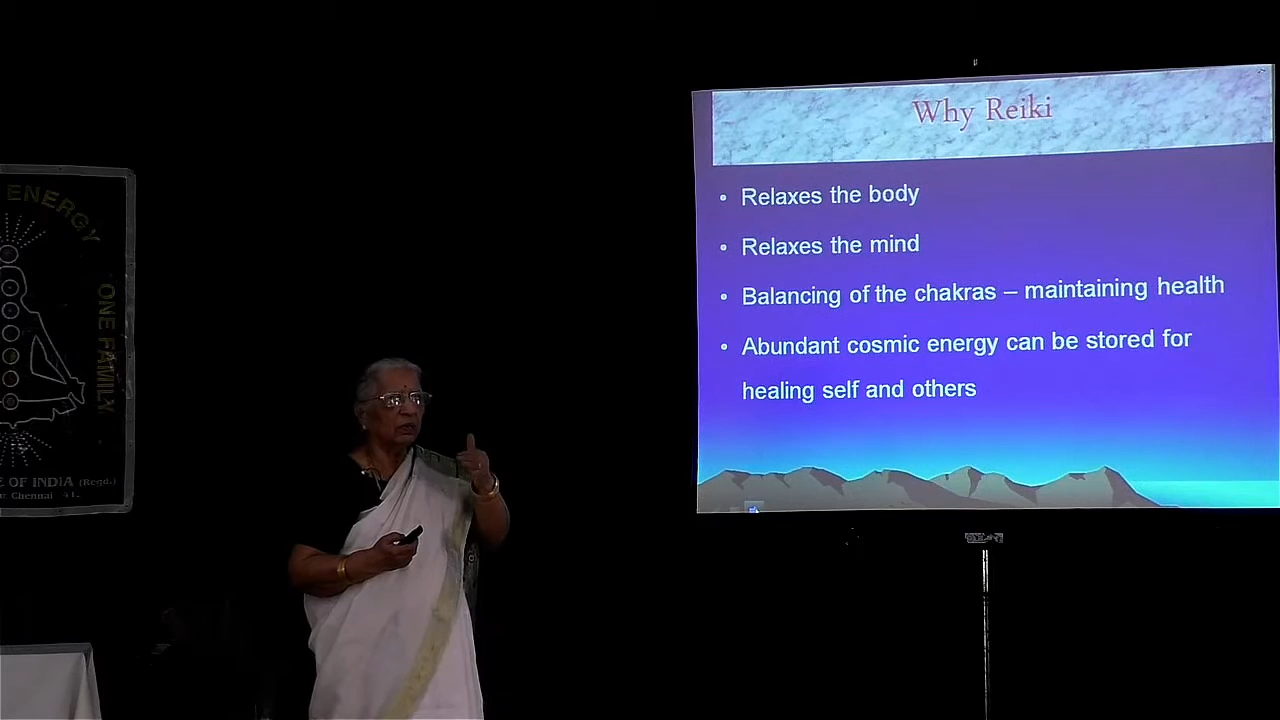 ENERGY
ONE FAMILY
E OF INDIA (Regd.)
Chennai 41.
Why Reiki
• Relaxes the body
• Relaxes the mind
• Balancing of the chakras – maintaining health
• Abundant cosmic energy can be stored for
healing self and others